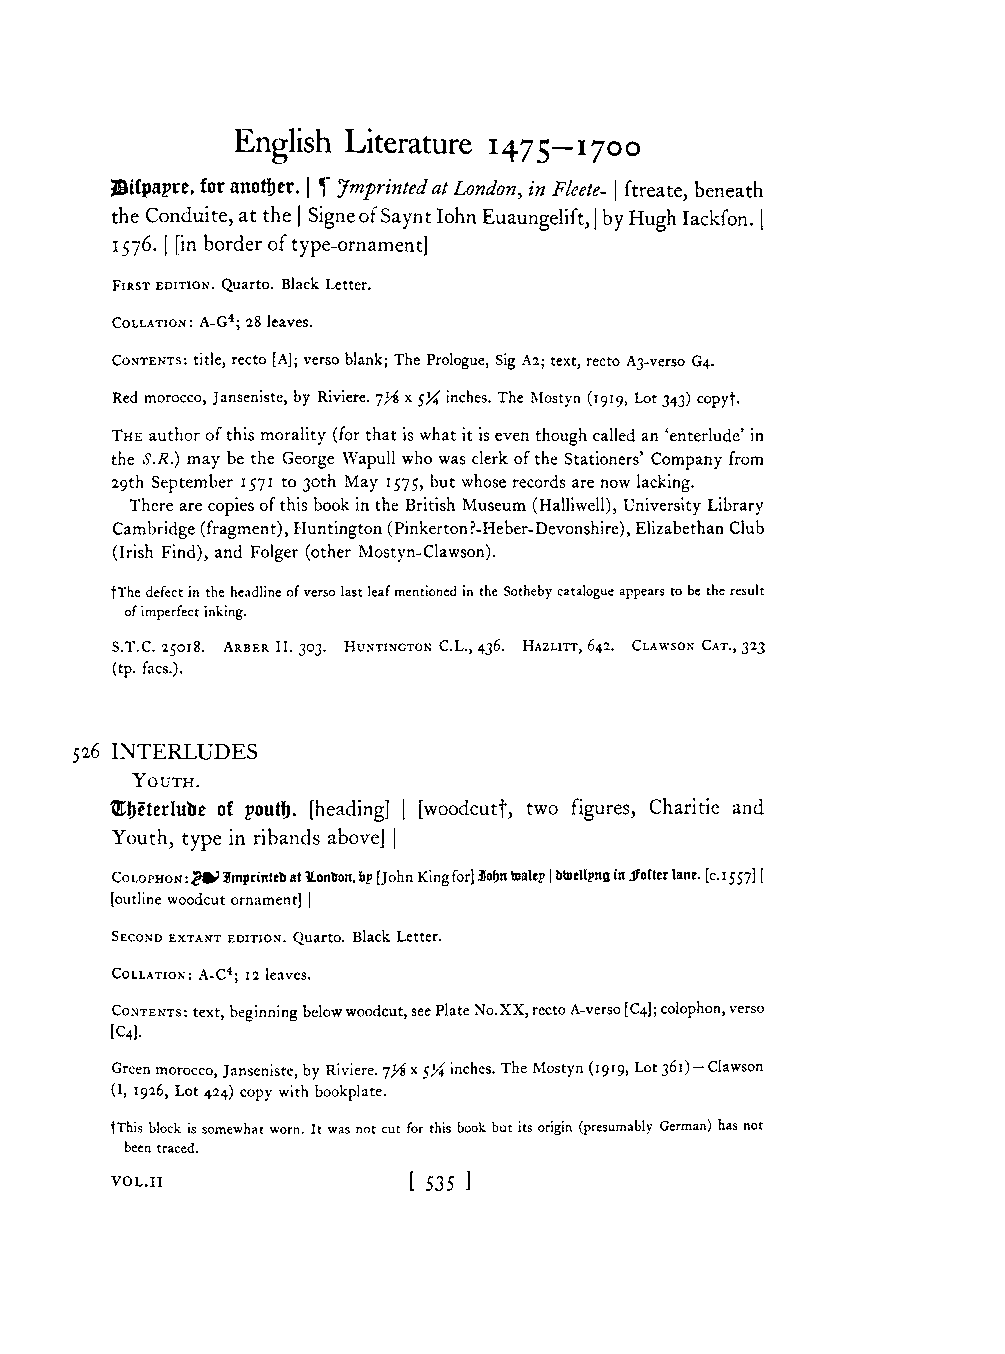 English Literature 1475–1700
Diſpayre, for another. | ¶ Imprinted at London, in Fleete- | ſtreate, beneath
the Conduite, at the | Signe of Saynt Iohn Euaungeliſt, | by Hugh Iackſon. |
1576. | [in border of type-ornament]
First edition. Quarto. Black Letter.
Collation: A-G⁴; 28 leaves.
Contents: title, recto [A]; verso blank; The Prologue, Sig A2; text, recto A3-verso G4.
Red morocco, Janseniste, by Riviere. 7⅛ x 5¼ inches. The Mostyn (1919, Lot 343) copy†.
The author of this morality (for that is what it is even though called an ‘enterlude’ in
the S.R.) may be the George Wapull who was clerk of the Stationers’ Company from
29th September 1571 to 30th May 1575, but whose records are now lacking.
There are copies of this book in the British Museum (Halliwell), University Library
Cambridge (fragment), Huntington (Pinkerton?-Heber-Devonshire), Elizabethan Club
(Irish Find), and Folger (other Mostyn-Clawson).
†The defect in the headline of verso last leaf mentioned in the Sotheby catalogue appears to be the result
of imperfect inking.
S.T.C. 25018. Arber II. 303. Huntington C.L., 436. Hazlitt, 642. Clawson Cat., 323
(tp. facs.).
526 INTERLUDES
Youth.
Thēterlude of youth. [heading] | [woodcut†, two figures, Charitie and
Youth, type in ribands above] |
Colophon: Imprinted at London, by [John King for] John waley | dwellyng in Foſter lane. [c.1557] |
[outline woodcut ornament] |
Second extant edition. Quarto. Black Letter.
Collation: A-C⁴; 12 leaves.
Contents: text, beginning below woodcut, see Plate No.XX, recto A-verso [C4]; colophon, verso
[C4].
Green morocco, Janseniste, by Riviere. 7⅛ x 5¼ inches. The Mostyn (1919, Lot 361)—Clawson
(I, 1926, Lot 424) copy with bookplate.
†This block is somewhat worn. It was not cut for this book but its origin (presumably German) has not
been traced.
VOL.II [ 535 ]